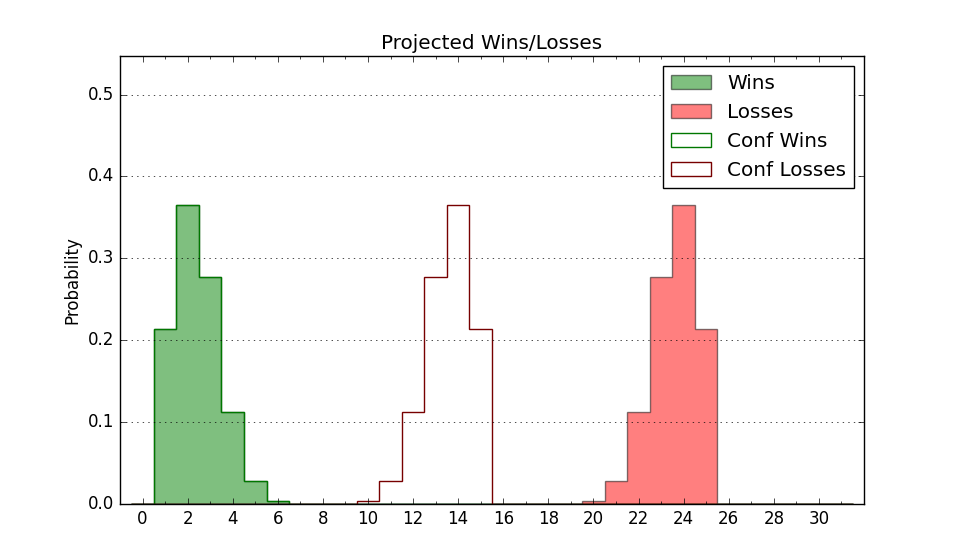 Projected Wins/Losses
Wins
Losses
Conf Wins
Conf Losses
Probability
0.5
0.4
0.3
0.2
0.1
0.0
0 2 4 6 8 10 12 14 16 18 20 22 24 26 28 30